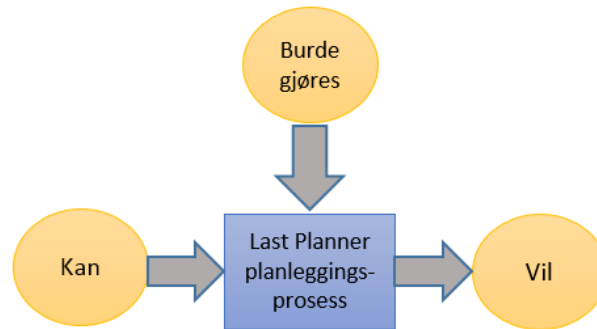 Burde
gjøres
Kan
Last Planner
planleggings-
prosess
Vil